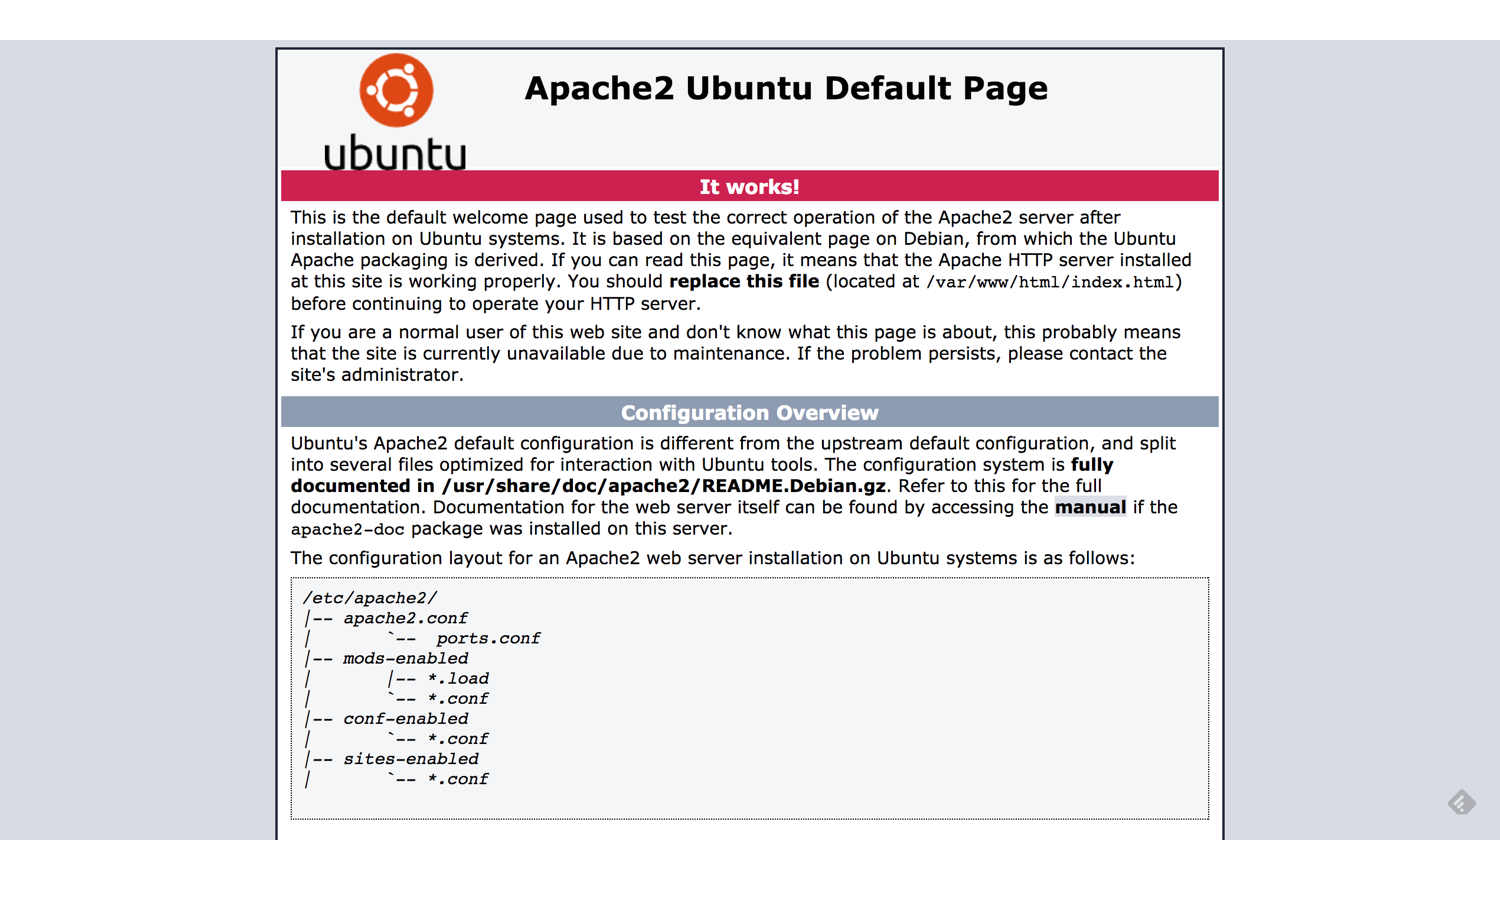 Apache2 Ubuntu Default Page
ubuntu
It works!
This is the default welcome page used to test the correct operation of the Apache2 server after
installation on Ubuntu systems. It is based on the equivalent page on Debian, from which the Ubuntu
Apache packaging is derived. If you can read this page, it means that the Apache HTTP server installed
at this site is working properly. You should replace this file (located at /var/www/html/index.html)
before continuing to operate your HTTP server.
If you are a normal user of this web site and don't know what this page is about, this probably means
that the site is currently unavailable due to maintenance. If the problem persists, please contact the
site's administrator.
Configuration Overview
Ubuntu's Apache2 default configuration is different from the upstream default configuration, and split
into several files optimized for interaction with Ubuntu tools. The configuration system is fully
documented in /usr/share/doc/apache2/README.Debian.gz. Refer to this for the full
documentation. Documentation for the web server itself can be found by accessing the manual if the
apache2-doc package was installed on this server.
The configuration layout for an Apache2 web server installation on Ubuntu systems is as follows:
/etc/apache2/
|-- apache2.conf
|       `--  ports.conf
|-- mods-enabled
|       |-- *.load
|       `-- *.conf
|-- conf-enabled
|       `-- *.conf
|-- sites-enabled
|       `-- *.conf